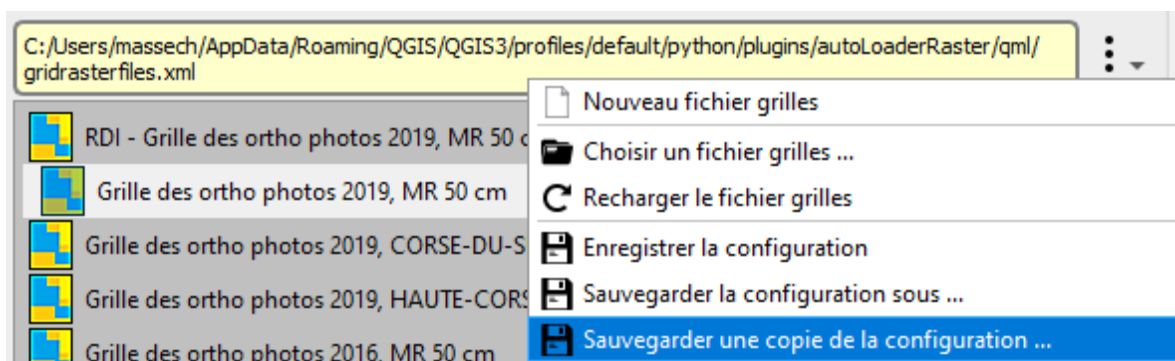 C:/Users/massech/AppData/Roaming/QGIS/QGIS3/profiles/default/python/plugins/autoLoaderRaster/qml/
gridrasterfiles.xml
RDI - Grille des ortho photos 2019, MR 50 c
Grille des ortho photos 2019, MR 50 cm
Grille des ortho photos 2019, CORSE-DU-S
Grille des ortho photos 2019, HAUTE-CORS
Grille des ortho photos 2016, MR 50 cm
Nouveau fichier grilles
Choisir un fichier grilles ...
Recharger le fichier grilles
Enregistrer la configuration
Sauvegarder la configuration sous ...
Sauvegarder une copie de la configuration ...